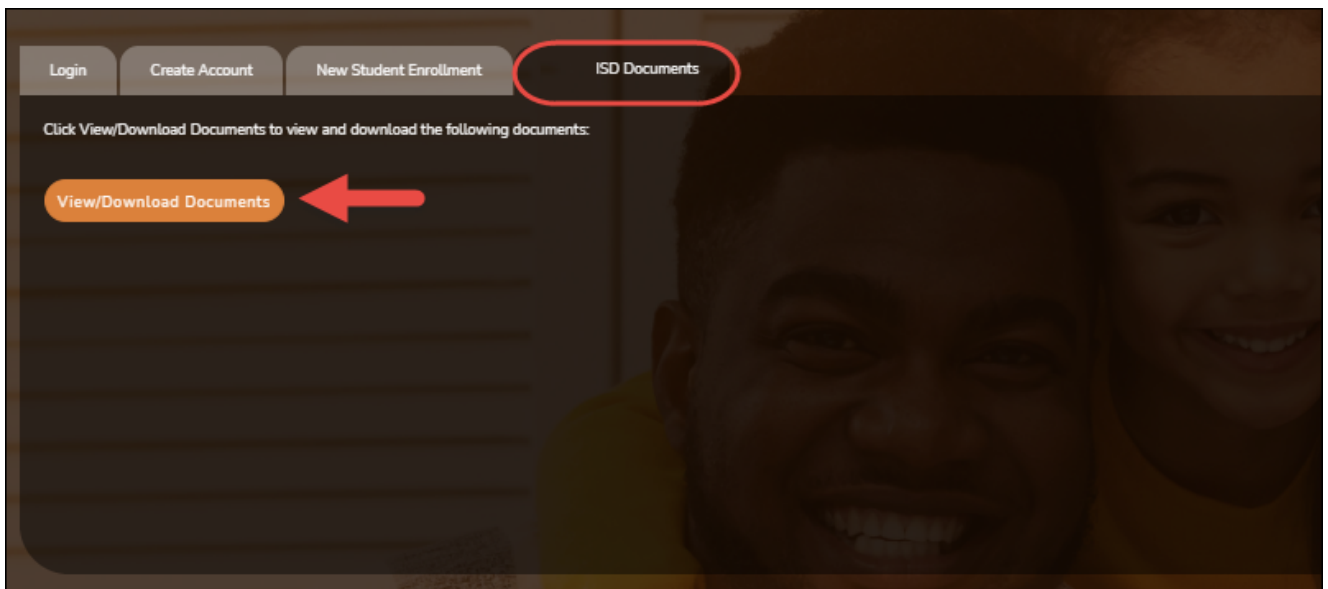 Login Create Account New Student Enrollment ISD Documents
Click View/Download Documents to view and download the following documents:
View/Download Documents